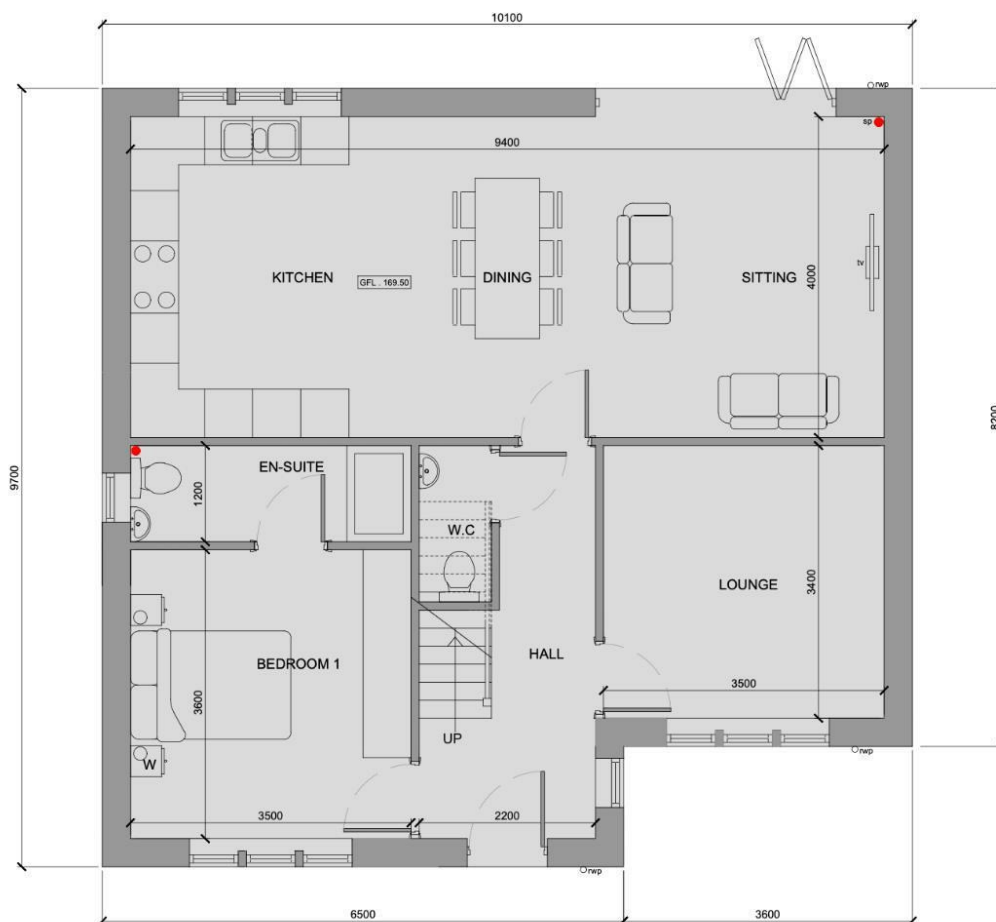 10100
rwp
sp
9400
KITCHEN
GFL . 169.50
DINING
SITTING
tv
4000
8200
9700
EN-SUITE
1200
W.C
LOUNGE
3400
HALL
BEDROOM 1
3600
3500
UP
W
rwp
3500
2200
rwp
6500
3600